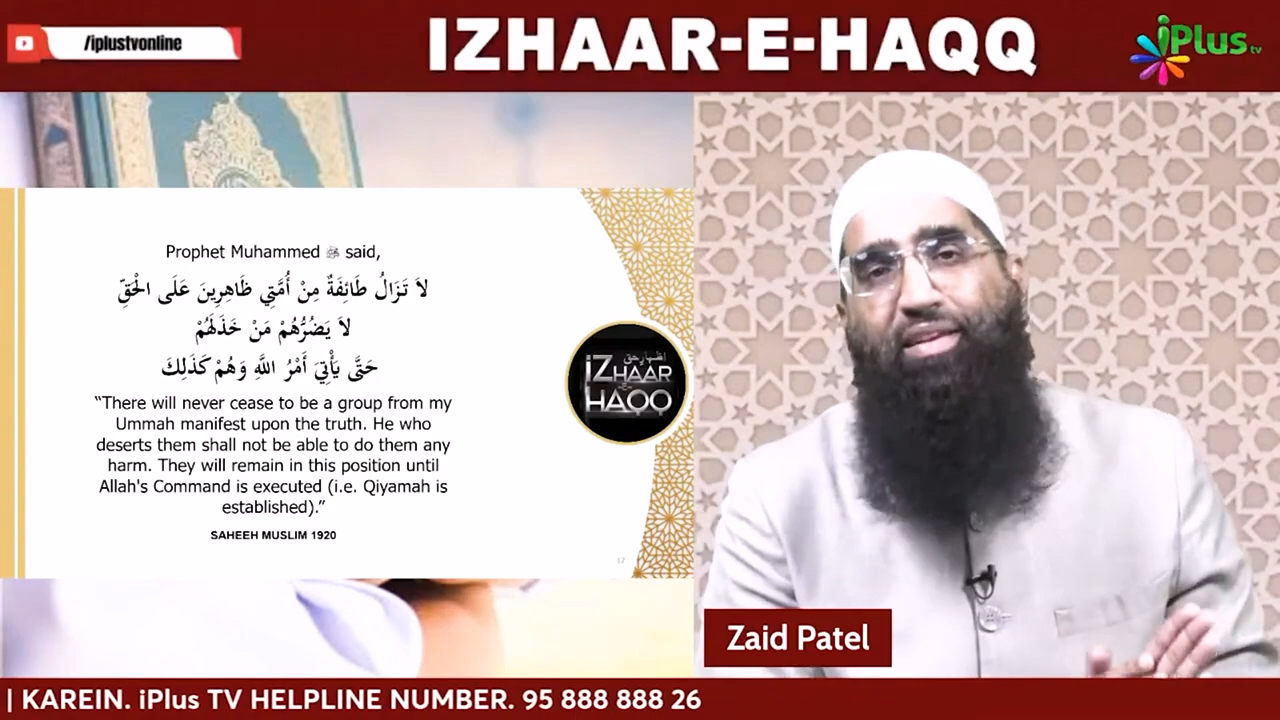 /iplustvonline
IZHAAR-E-HAQQ
iPlus tv
Prophet Muhammed ﷺ said,
لاَ تَزَالُ طَائِفَةٌ مِنْ أُمَّتِي ظَاهِرِينَ عَلَى الْحَقِّ
لاَ يَضُرُّهُمْ مَنْ خَذَلَهُمْ
حَتَّى يَأْتِيَ أَمْرُ اللَّهِ وَهُمْ كَذَلِكَ
“There will never cease to be a group from my
Ummah manifest upon the truth. He who
deserts them shall not be able to do them any
harm. They will remain in this position until
Allah's Command is executed (i.e. Qiyamah is
established).”
SAHEEH MUSLIM 1920
17
اظہار حق
IZHAAR
HAQQ
Zaid Patel
| KAREIN. iPlus TV HELPLINE NUMBER. 95 888 888 26